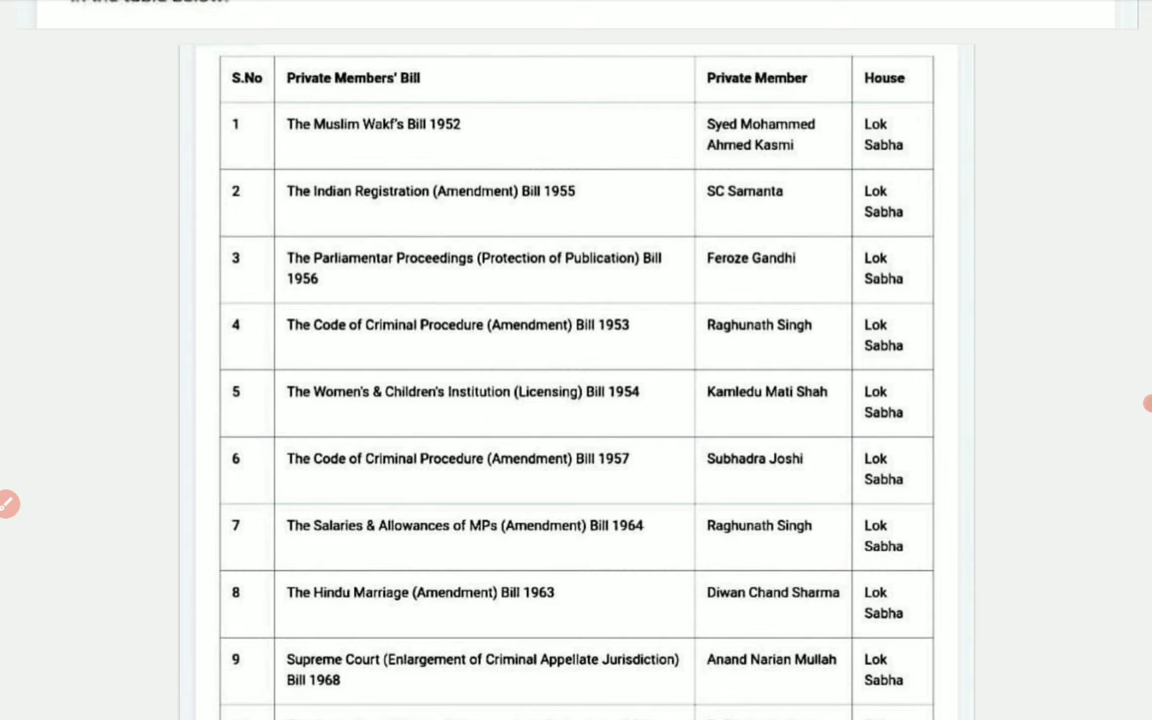 S.No Private Members' Bill Private Member House
1 The Muslim Wakf's Bill 1952 Syed Mohammed Lok
Ahmed Kasmi Sabha
2 The Indian Registration (Amendment) Bill 1955 SC Samanta Lok
Sabha
3 The Parliamentar Proceedings (Protection of Publication) Bill Feroze Gandhi Lok
1956 Sabha
4 The Code of Criminal Procedure (Amendment) Bill 1953 Raghunath Singh Lok
Sabha
5 The Women's & Children's Institution (Licensing) Bill 1954 Kamledu Mati Shah Lok
Sabha
6 The Code of Criminal Procedure (Amendment) Bill 1957 Subhadra Joshi Lok
Sabha
7 The Salaries & Allowances of MPs (Amendment) Bill 1964 Raghunath Singh Lok
Sabha
8 The Hindu Marriage (Amendment) Bill 1963 Diwan Chand Sharma Lok
Sabha
9 Supreme Court (Enlargement of Criminal Appellate Jurisdiction) Anand Narian Mullah Lok
Bill 1968 Sabha